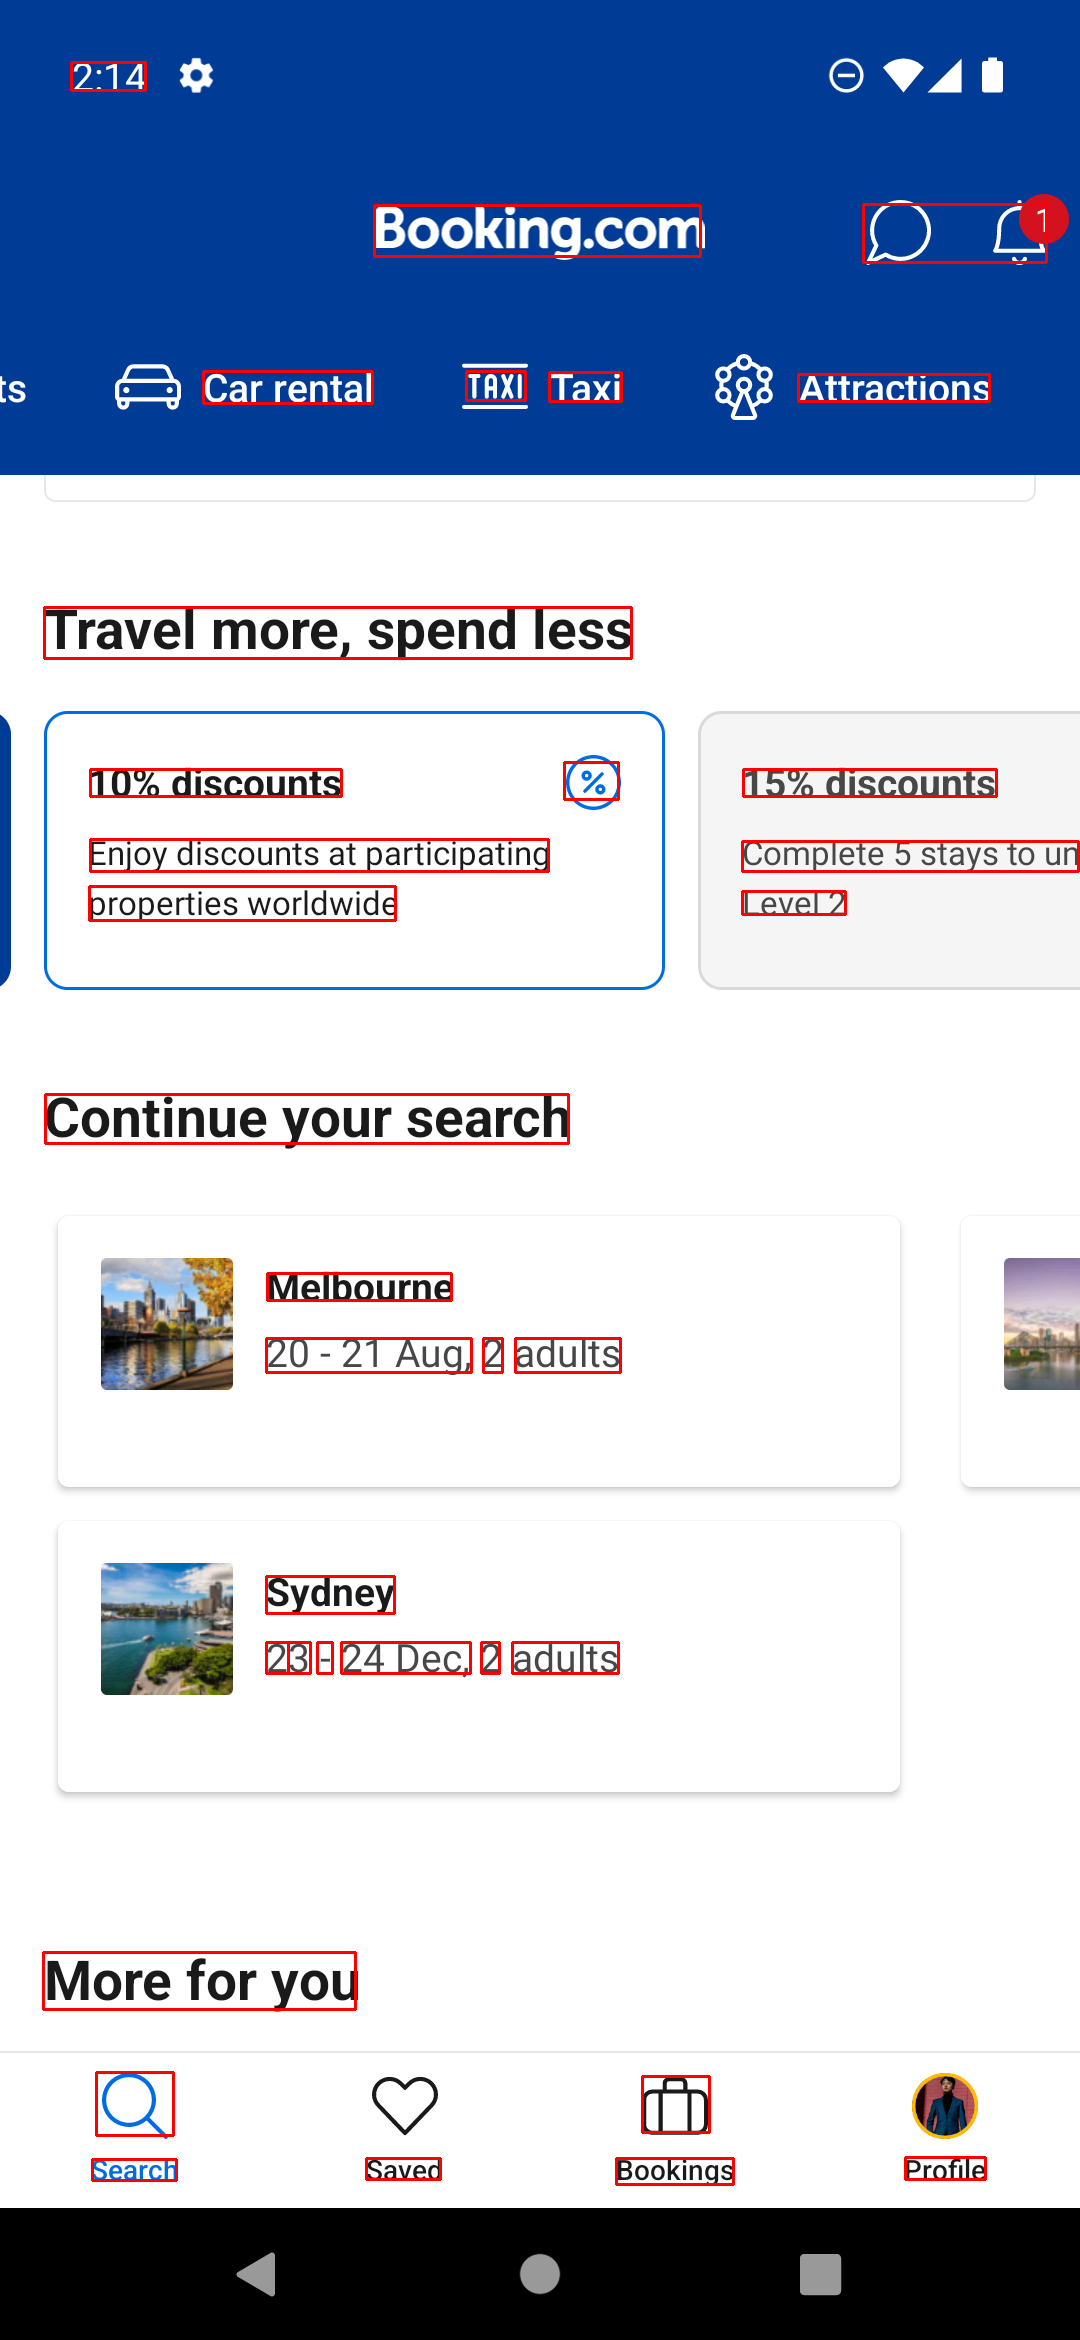 2:14
Booking.com
1
ts Car rental TAXI Taxi Attractions
Travel more, spend less
10% discounts
%
Enjoy discounts at participating
properties worldwide
15% discounts
Complete 5 stays to un
Level 2
Continue your search
Melbourne
20 - 21 Aug, 2 adults
Sydney
23 - 24 Dec, 2 adults
More for you
Search Saved Bookings Profile